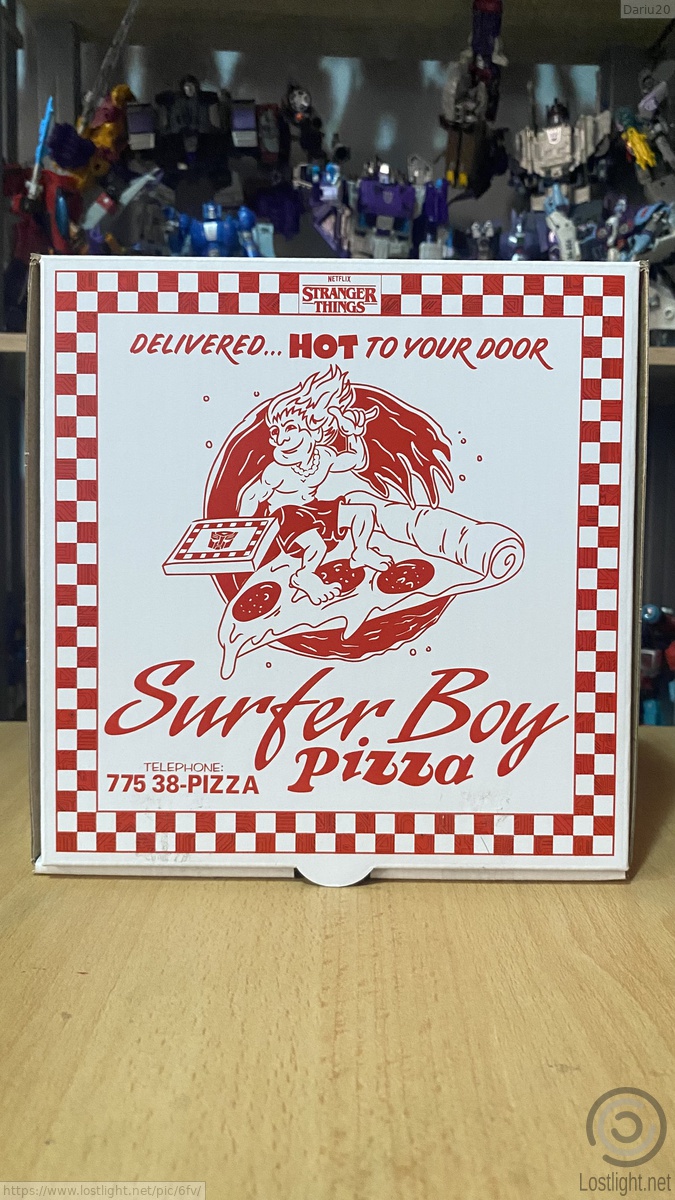 Dariu20
NETFLIX
STRANGER
THINGS
DELIVERED... HOT TO YOUR DOOR
Surfer Boy
Pizza
TELEPHONE:
775 38-PIZZA
Lostlight.net
https://www.lostlight.net/pic/6fv/